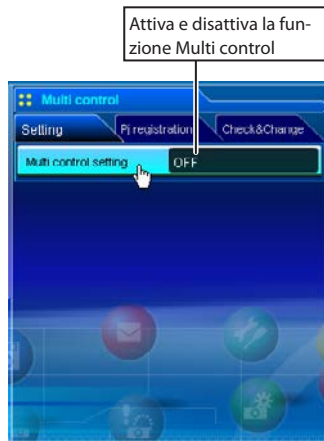 Attiva e disattiva la fun-
zione Multi control
Multi control
Setting Pj registration Check&Change
Multi control setting OFF